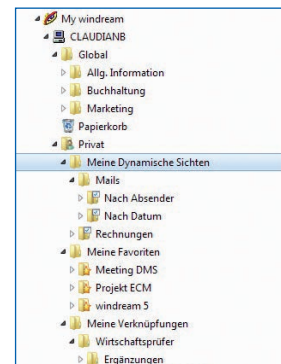 My windream
CLAUDIANB
Global
Allg. Information
Buchhaltung
Marketing
Papierkorb
Privat
Meine Dynamische Sichten
Mails
Nach Absender
Nach Datum
Rechnungen
Meine Favoriten
Meeting DMS
Projekt ECM
windream 5
Meine Verknüpfungen
Wirtschaftsprüfer
Ergänzungen